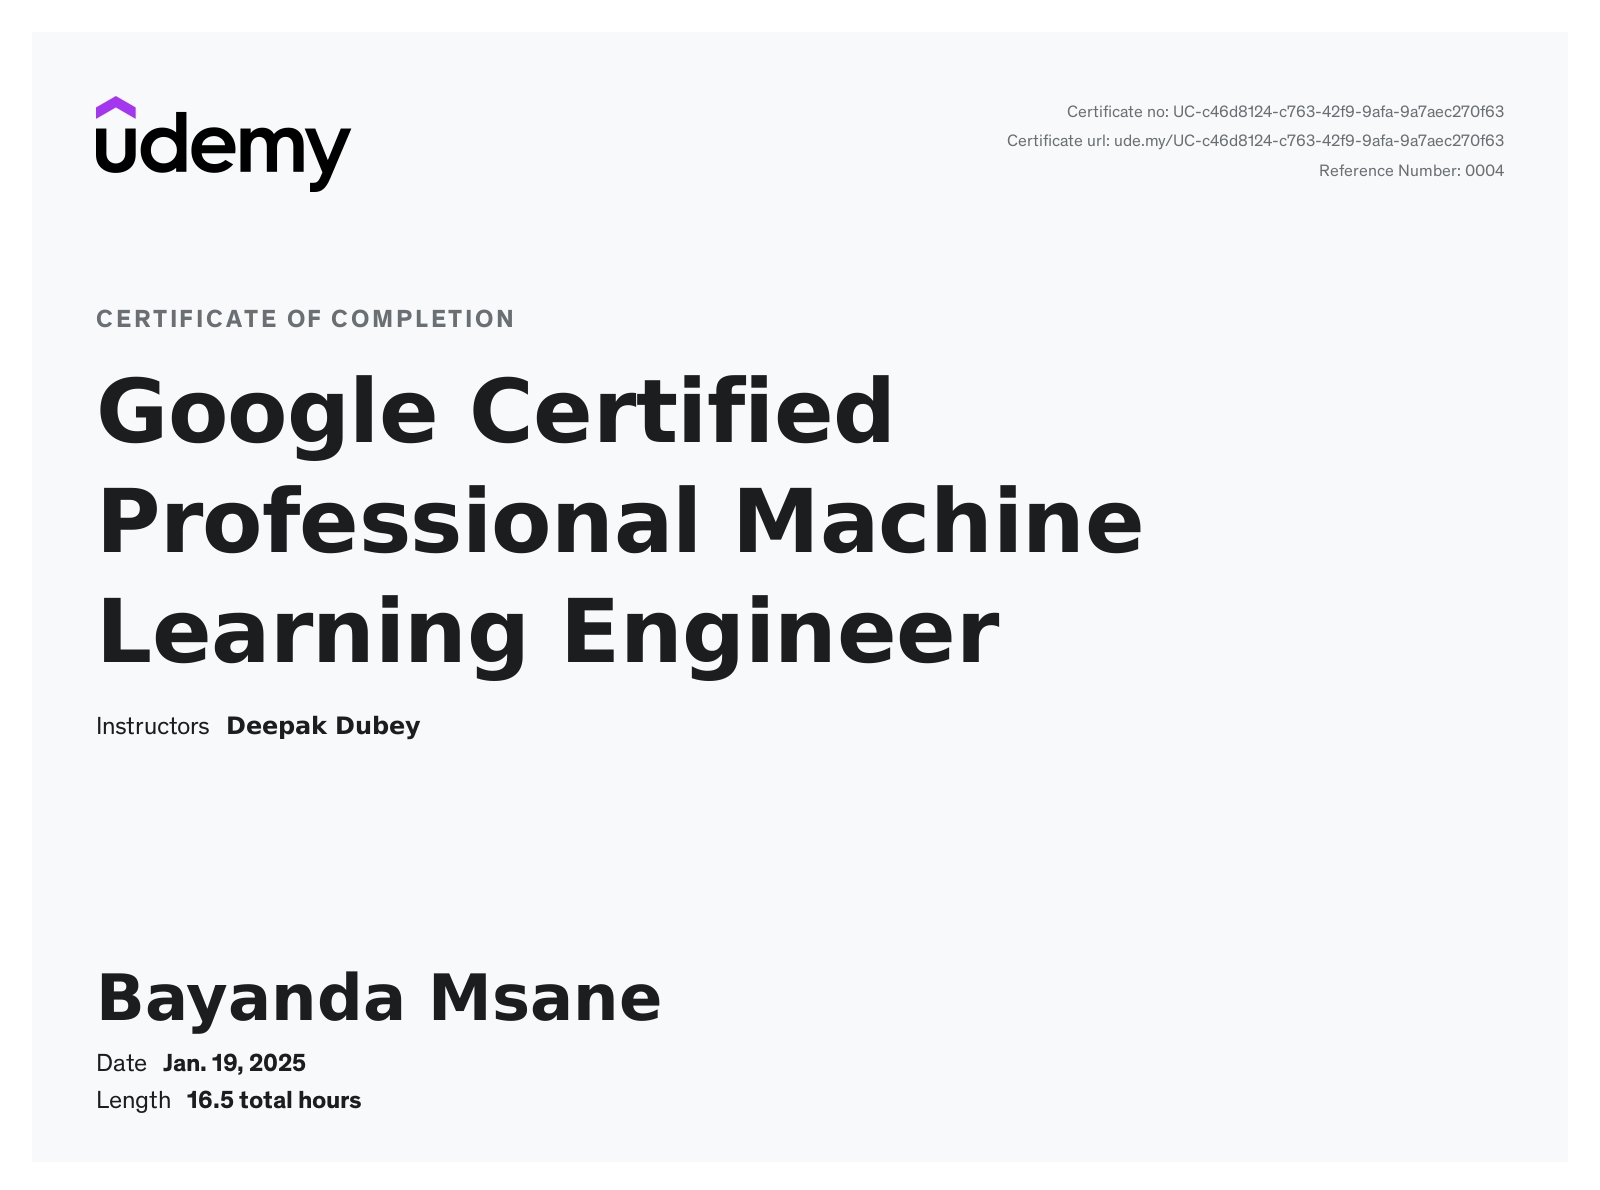 udemy
Certificate no: UC-c46d8124-c763-42f9-9afa-9a7aec270f63
Certificate url: ude.my/UC-c46d8124-c763-42f9-9afa-9a7aec270f63
Reference Number: 0004
CERTIFICATE OF COMPLETION
Google Certified
Professional Machine
Learning Engineer
Instructors Deepak Dubey
Bayanda Msane
Date Jan. 19, 2025
Length 16.5 total hours